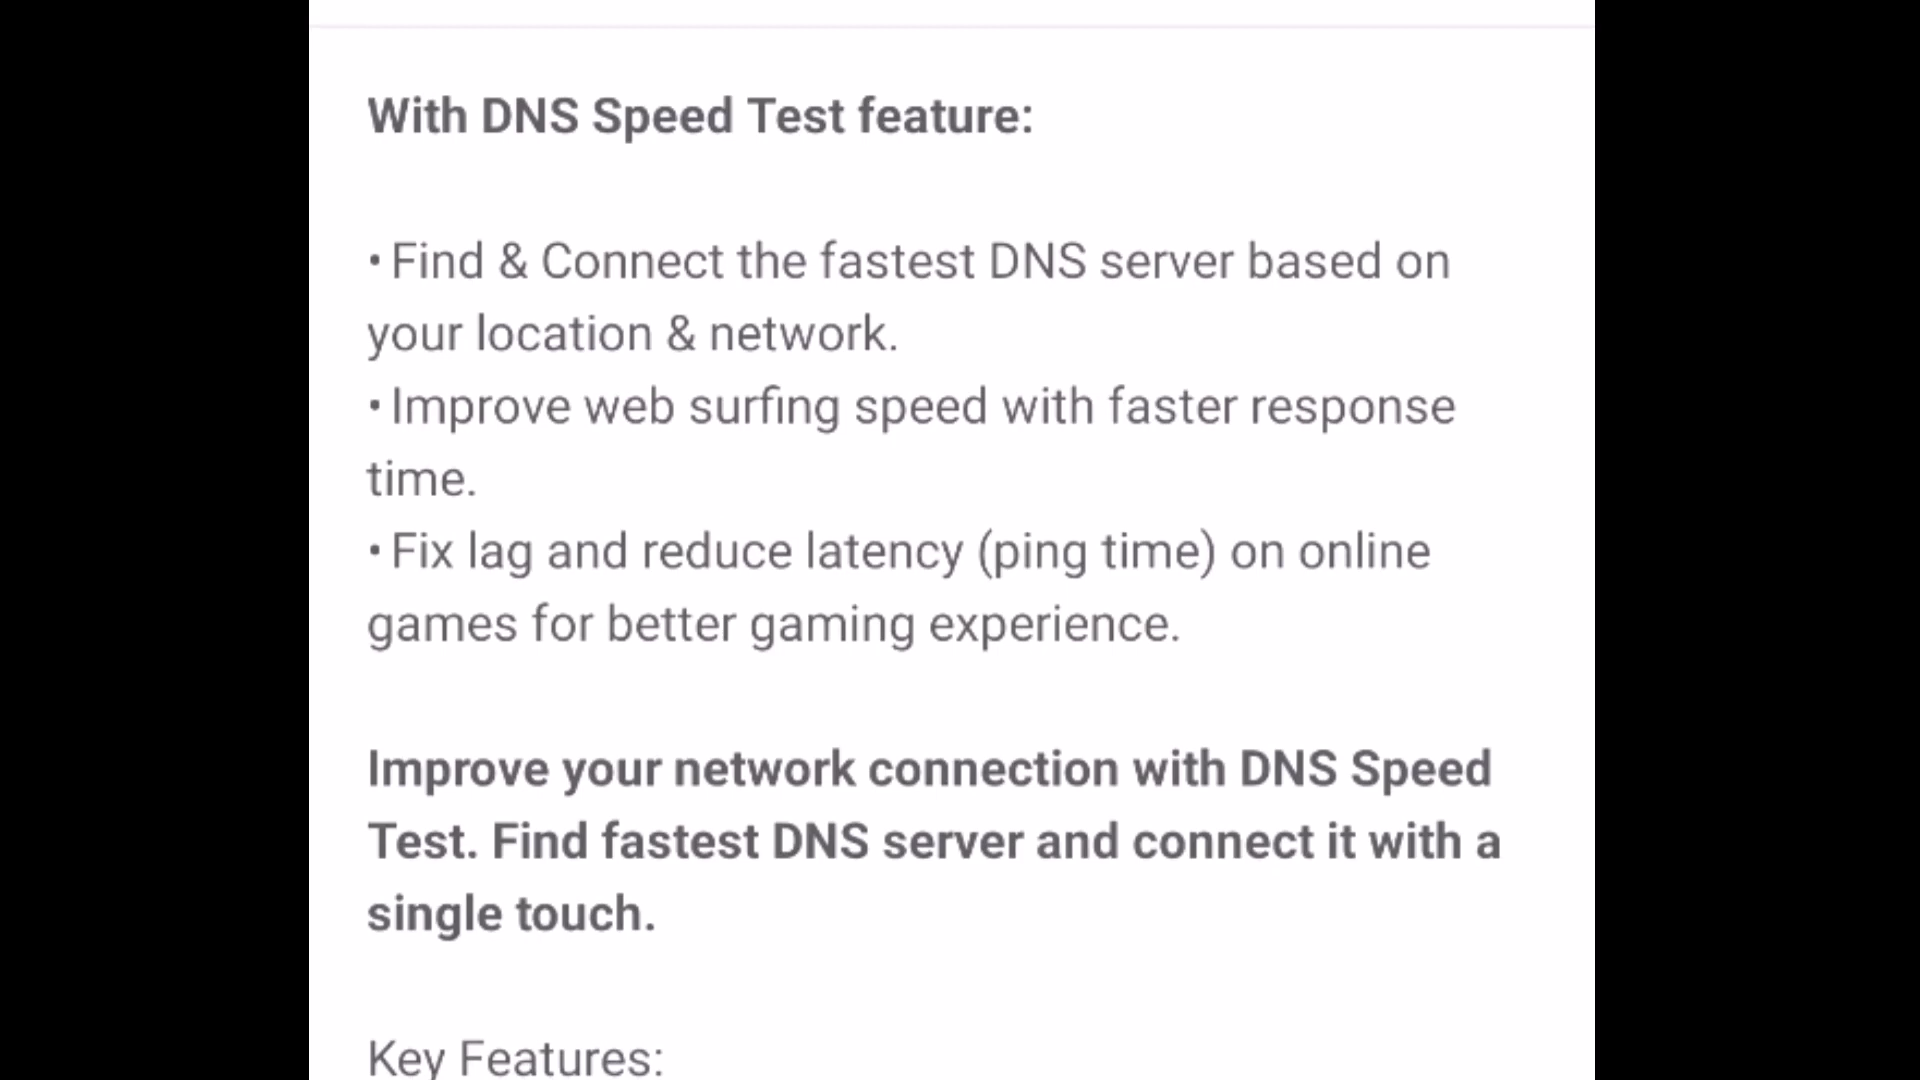 With DNS Speed Test feature:
• Find & Connect the fastest DNS server based on
your location & network.
• Improve web surfing speed with faster response
time.
• Fix lag and reduce latency (ping time) on online
games for better gaming experience.
Improve your network connection with DNS Speed
Test. Find fastest DNS server and connect it with a
single touch.
Key Features: